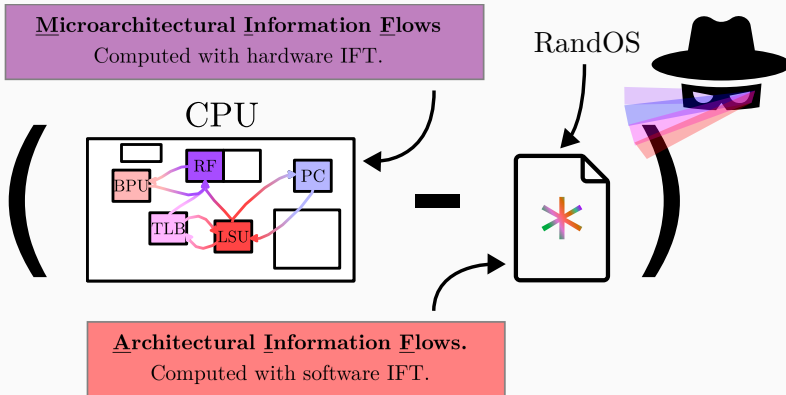 Microarchitectural Information Flows
Computed with hardware IFT.
RandOS
CPU
RF
PC
BPU
TLB
LSU
Architectural Information Flows.
Computed with software IFT.